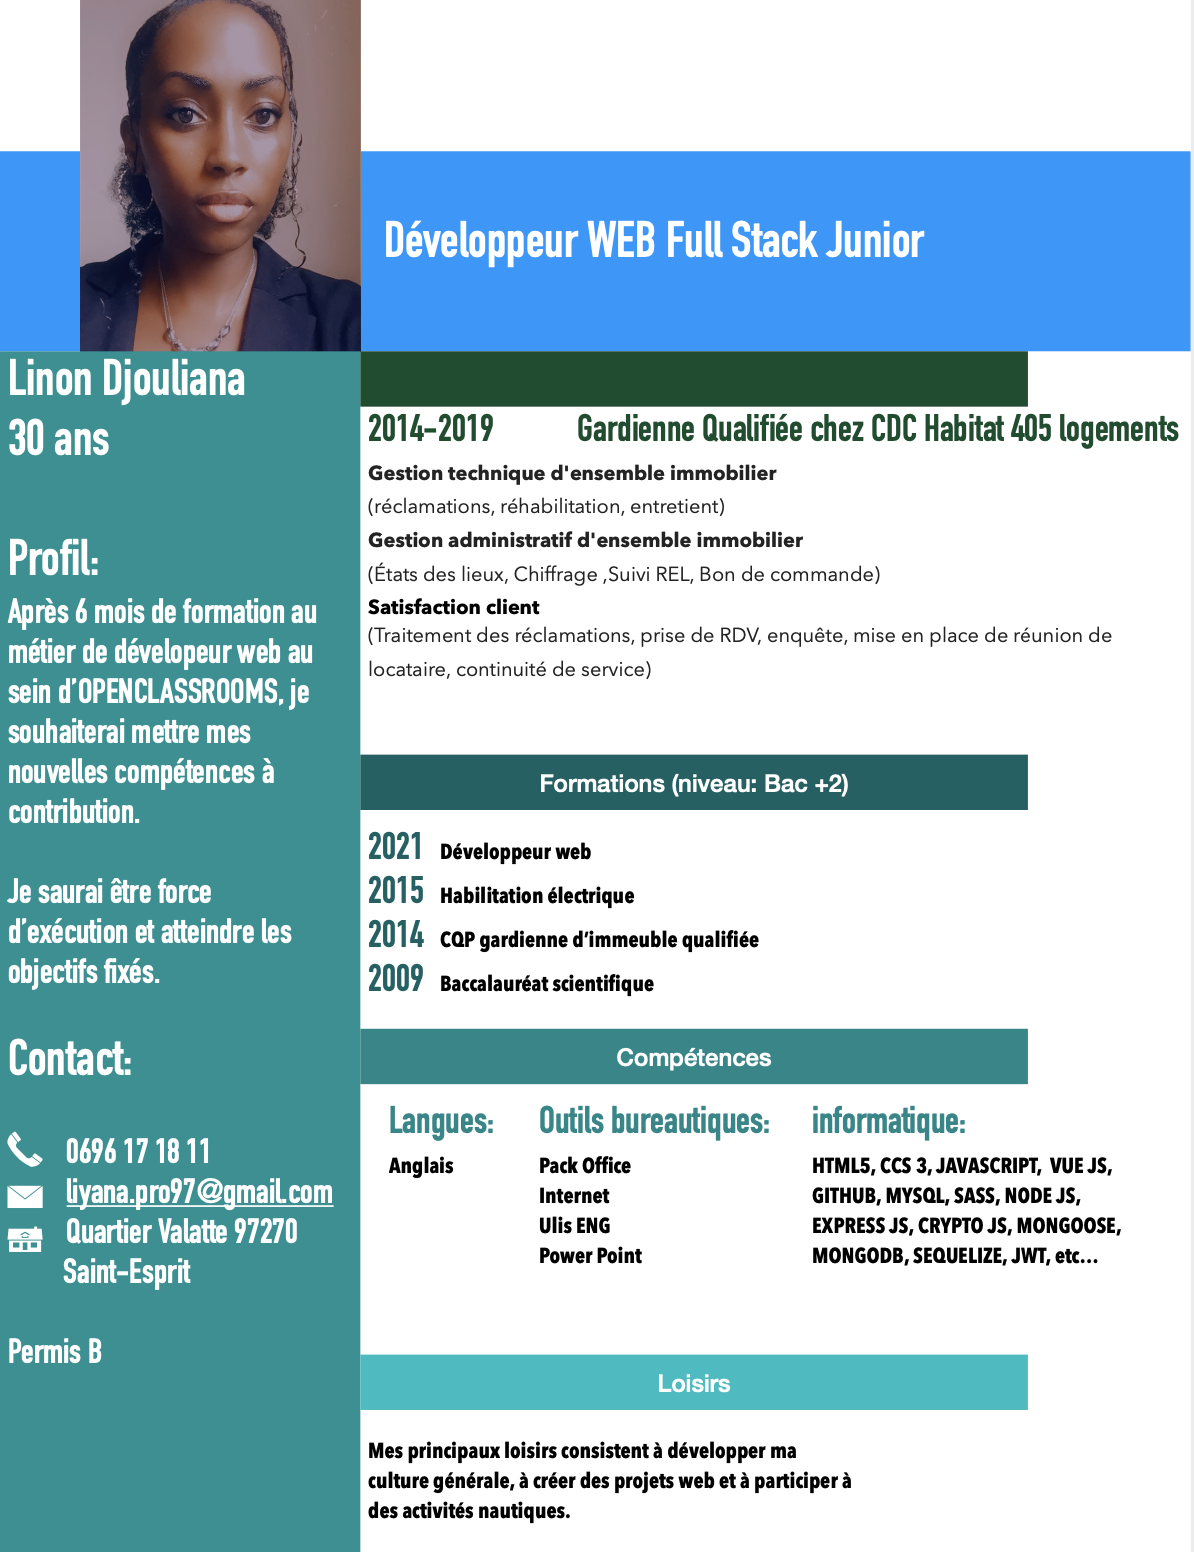 Développeur WEB Full Stack Junior
Linon Djouliana
30 ans
Profil:
Après 6 mois de formation au
métier de dévelopeur web au
sein d’OPENCLASSROOMS, je
souhaiterai mettre mes
nouvelles compétences à
contribution.
Je saurai être force
d’exécution et atteindre les
objectifs fixés.
Contact:
0696 17 18 11
liyana.pro97@gmail.com
Quartier Valatte 97270
Saint-Esprit
Permis B
2014-2019 Gardienne Qualifiée chez CDC Habitat 405 logements
Gestion technique d'ensemble immobilier
(réclamations, réhabilitation, entretient)
Gestion administratif d'ensemble immobilier
(États des lieux, Chiffrage ,Suivi REL, Bon de commande)
Satisfaction client
(Traitement des réclamations, prise de RDV, enquête, mise en place de réunion de
locataire, continuité de service)
Formations (niveau: Bac +2)
2021 Développeur web
2015 Habilitation électrique
2014 CQP gardienne d’immeuble qualifiée
2009 Baccalauréat scientifique
Compétences
Langues:
Anglais
Outils bureautiques:
Pack Office
Internet
Ulis ENG
Power Point
informatique:
HTML5, CCS 3, JAVASCRIPT, VUE JS,
GITHUB, MYSQL, SASS, NODE JS,
EXPRESS JS, CRYPTO JS, MONGOOSE,
MONGODB, SEQUELIZE, JWT, etc...
Loisirs
Mes principaux loisirs consistent à développer ma
culture générale, à créer des projets web et à participer à
des activités nautiques.